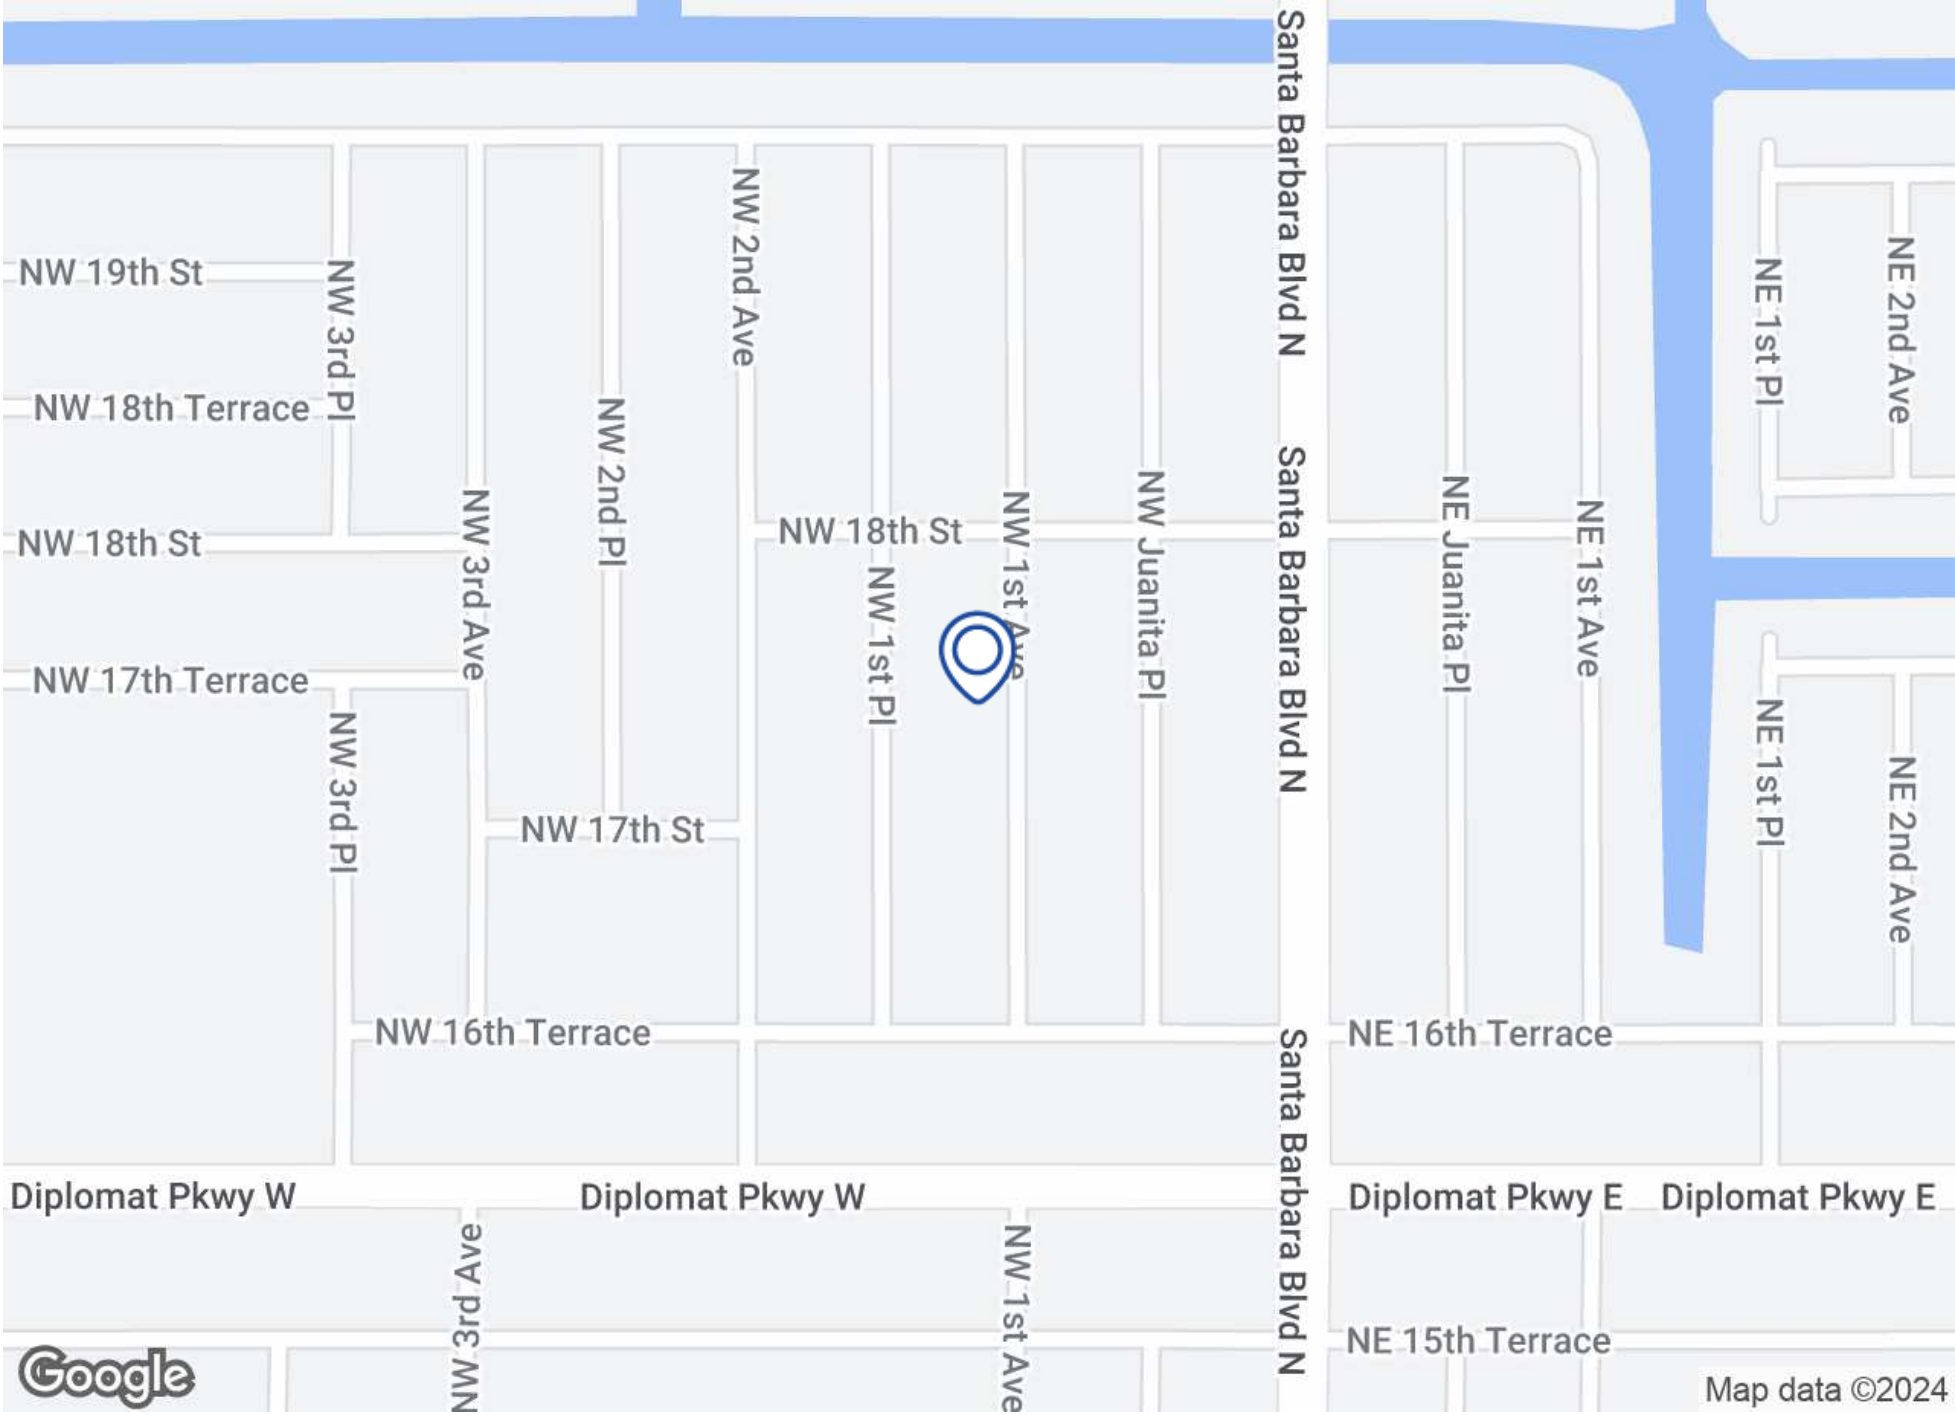 Santa Barbara Blvd N
NW 2nd Ave
NW 19th St
NW 3rd Pl
NE 1st Pl
NE 2nd Ave
NW 18th Terrace
NW 2nd Pl
Santa Barbara Blvd N
NW 3rd Ave
NW 18th St
NW 18th St
NW 1st Pl
NW 1st Ave
NW Juanita Pl
NE Juanita Pl
NE 1st Ave
NW 17th Terrace
NW 3rd Pl
NE 1st Pl
NE 2nd Ave
NW 17th St
NW 16th Terrace
NE 16th Terrace
Santa Barbara Blvd N
Diplomat Pkwy W
Diplomat Pkwy W
Diplomat Pkwy E
Diplomat Pkwy E
NW 3rd Ave
NW 1st Ave
NE 15th Terrace
Google
Map data ©2024